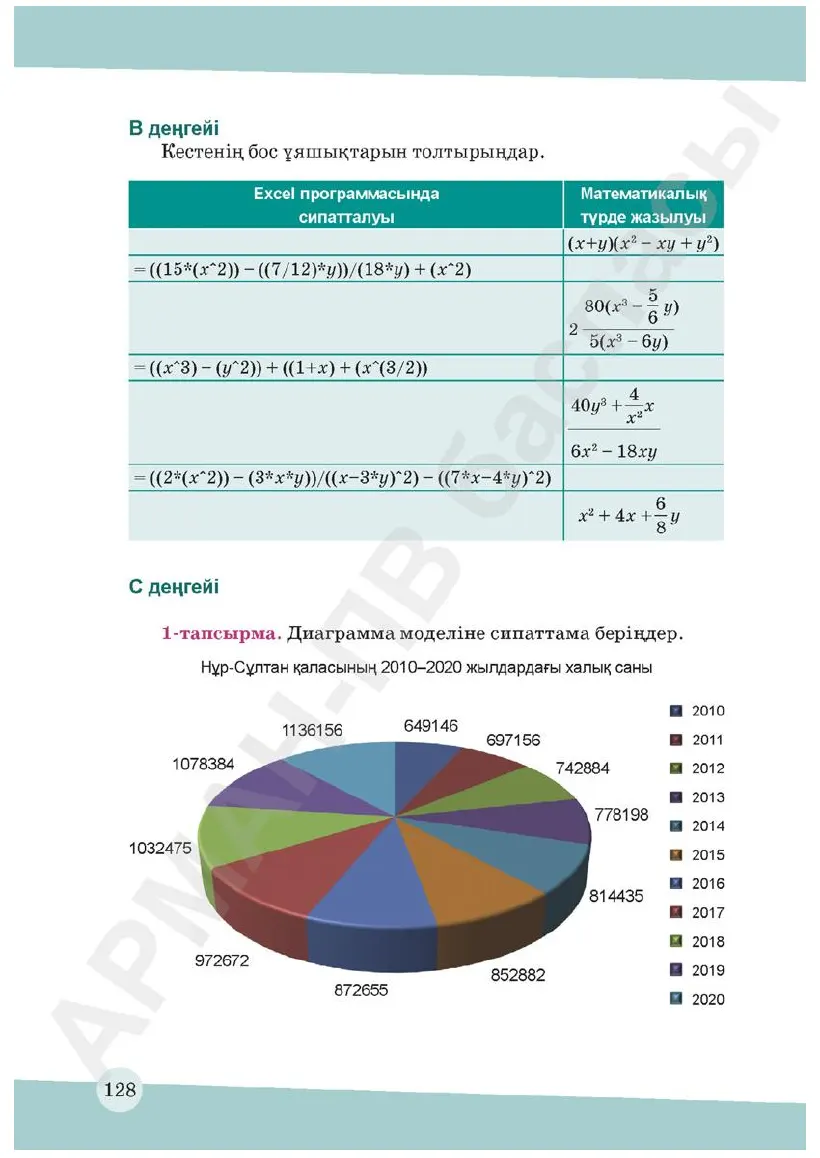 В деңгейі
Кестенің бос ұяшықтарын толтырыңдар.
Excel программасында
сипатталуы
Математикалық
түрде жазылуы
(x+y)(x² – xy + y²)
= ((15*(x^2)) – ((7/12)*y))/(18*y) + (x^2)
2 80(x³ – 5/6 y) / 5(x³ – 6y)
= ((x^3) – (y^2)) + ((1+x) + (x^(3/2))
40y³ + 4/x² x / 6x² – 18xy
= ((2*(x^2)) – (3*x*y))/((x–3*y)^2) – ((7*x–4*y)^2)
x² + 4x + 6/8 y
С деңгейі
1-тапсырма. Диаграмма моделіне сипаттама беріңдер.
Нұр-Сұлтан қаласының 2010–2020 жылдардағы халық саны
649146
697156
742884
778198
814435
852882
872655
972672
1032475
1078384
1136156
2010
2011
2012
2013
2014
2015
2016
2017
2018
2019
2020
128
АРМАН-ПВ баспасы